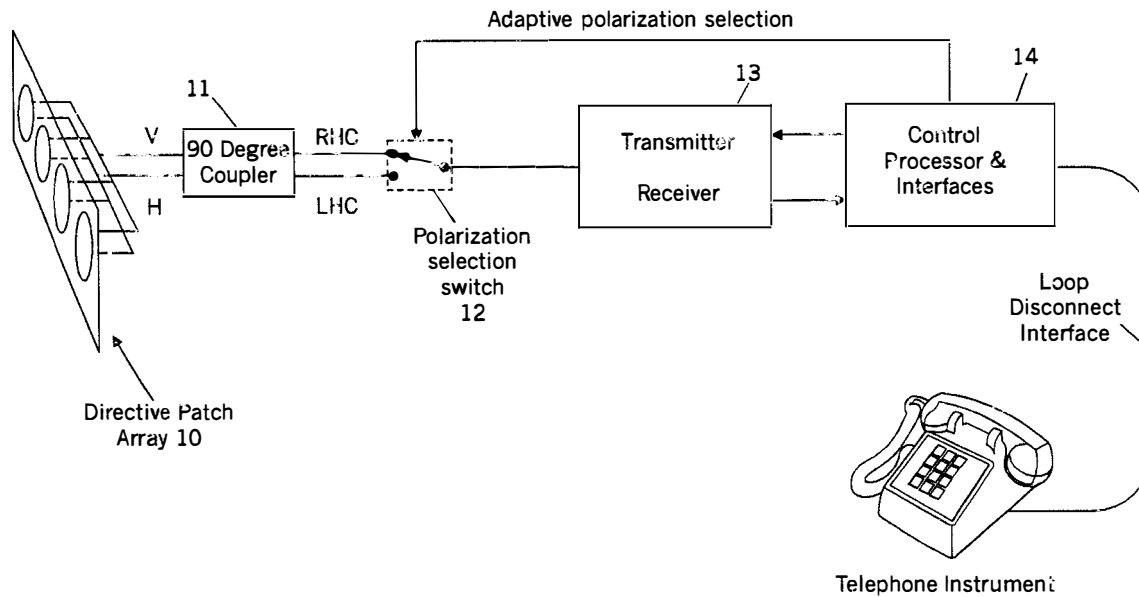 Adaptive polarization selection
11
13
14
V
90 Degree
Coupler
RHC
H
LHC
Transmitter
Receiver
Control
Processor &
Interfaces
Polarization
selection
switch
12
Loop
Disconnect
Interface
Directive Patch
Array 10
Telephone Instrument